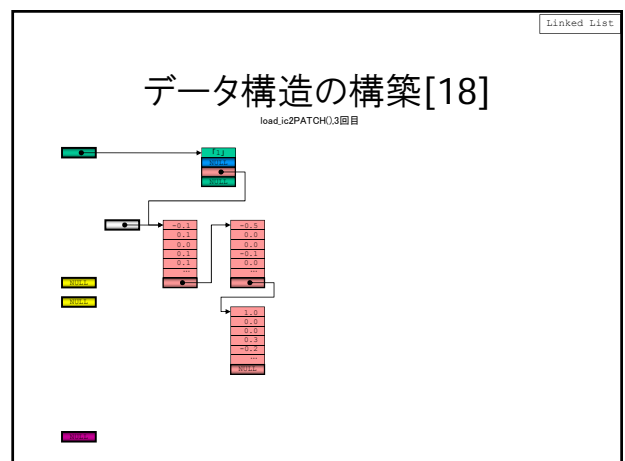 Linked List
データ構造の構築[18]
load_ic2PATCH(),3回目
「1」
NULL
NULL
-0.1
0.1
0.0
0.1
0.1
…
-0.5
0.0
0.0
-0.1
0.0
…
NULL
NULL
1.0
0.0
0.0
0.3
-0.2
…
NULL
NULL